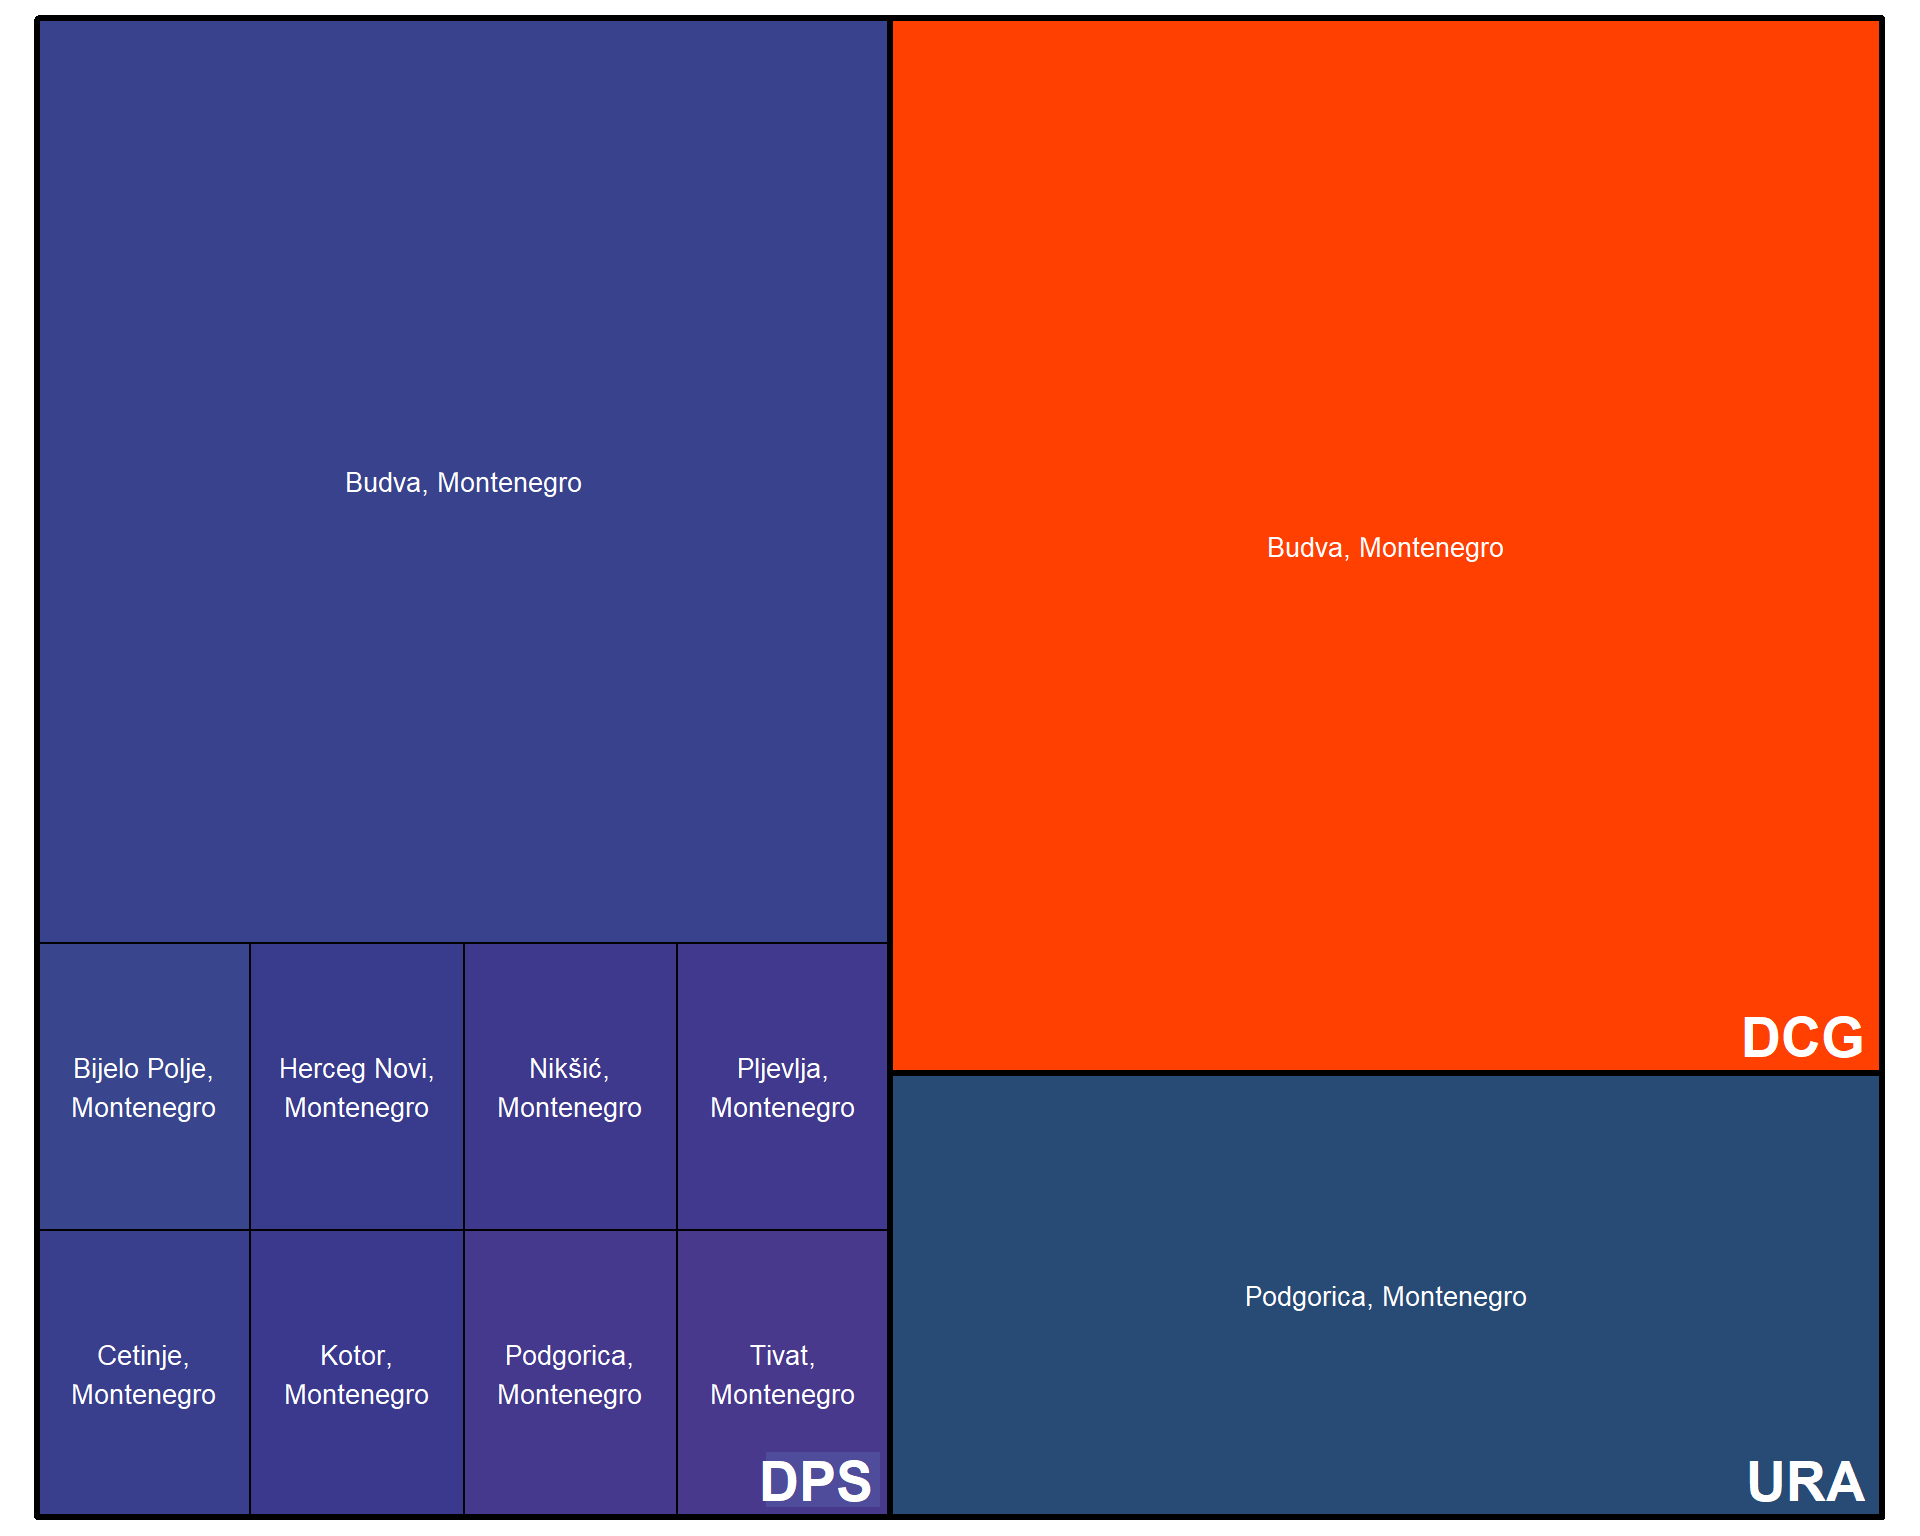 Budva, Montenegro
Bijelo Polje,
Montenegro
Herceg Novi,
Montenegro
Nikšić,
Montenegro
Pljevlja,
Montenegro
Cetinje,
Montenegro
Kotor,
Montenegro
Podgorica,
Montenegro
Tivat,
Montenegro
DPS
Budva, Montenegro
DCG
Podgorica, Montenegro
URA